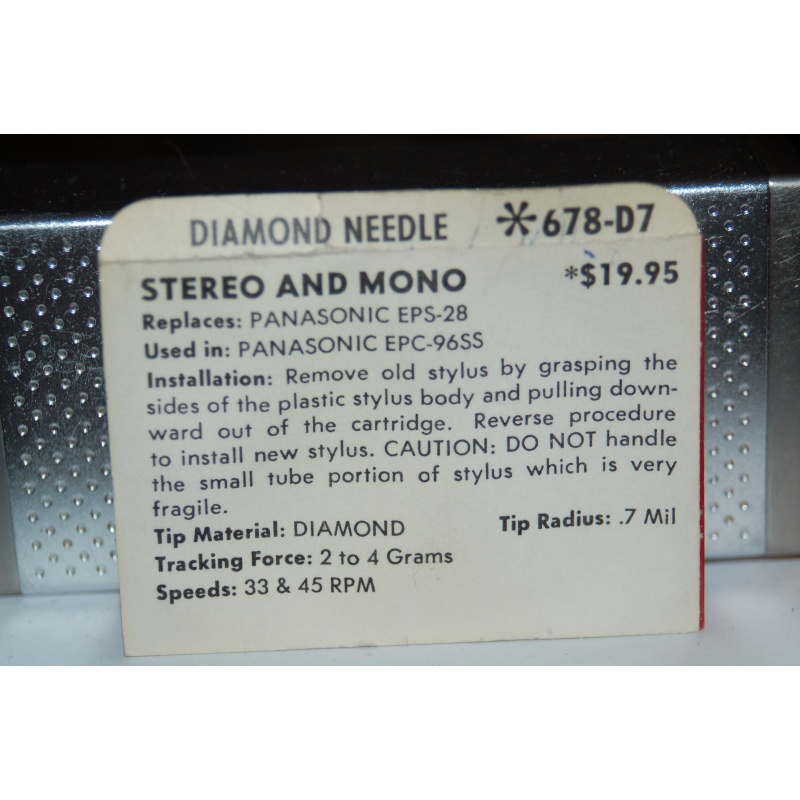 DIAMOND NEEDLE *678-D7
STEREO AND MONO *$19.95
Replaces: PANASONIC EPS-28
Used in: PANASONIC EPC-96SS
Installation: Remove old stylus by grasping the
sides of the plastic stylus body and pulling down-
ward out of the cartridge. Reverse procedure
to install new stylus. CAUTION: DO NOT handle
the small tube portion of stylus which is very
fragile.
Tip Material: DIAMOND Tip Radius: .7 Mil
Tracking Force: 2 to 4 Grams
Speeds: 33 & 45 RPM